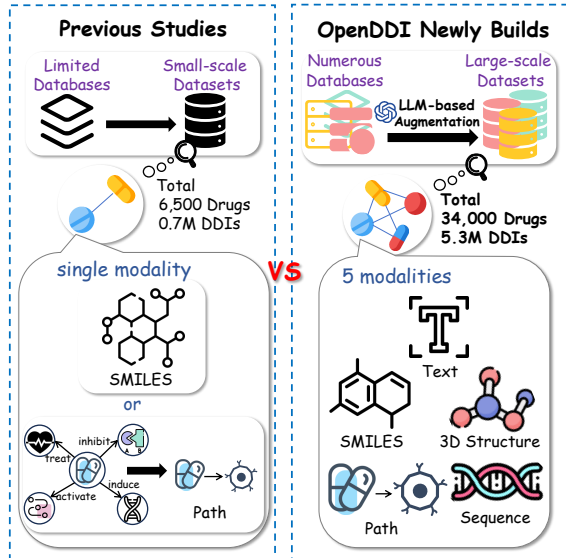 Previous Studies
Limited
Databases
Small-scale
Datasets
Total
6,500 Drugs
0.7M DDIs
single modality
SMILES
or
treat
inhibit
A B
activate
induce
Path
VS
OpenDDI Newly Builds
Numerous
Databases
LLM-based
Augmentation
Large-scale
Datasets
Total
34,000 Drugs
5.3M DDIs
5 modalities
T
Text
SMILES
3D Structure
Path
Sequence